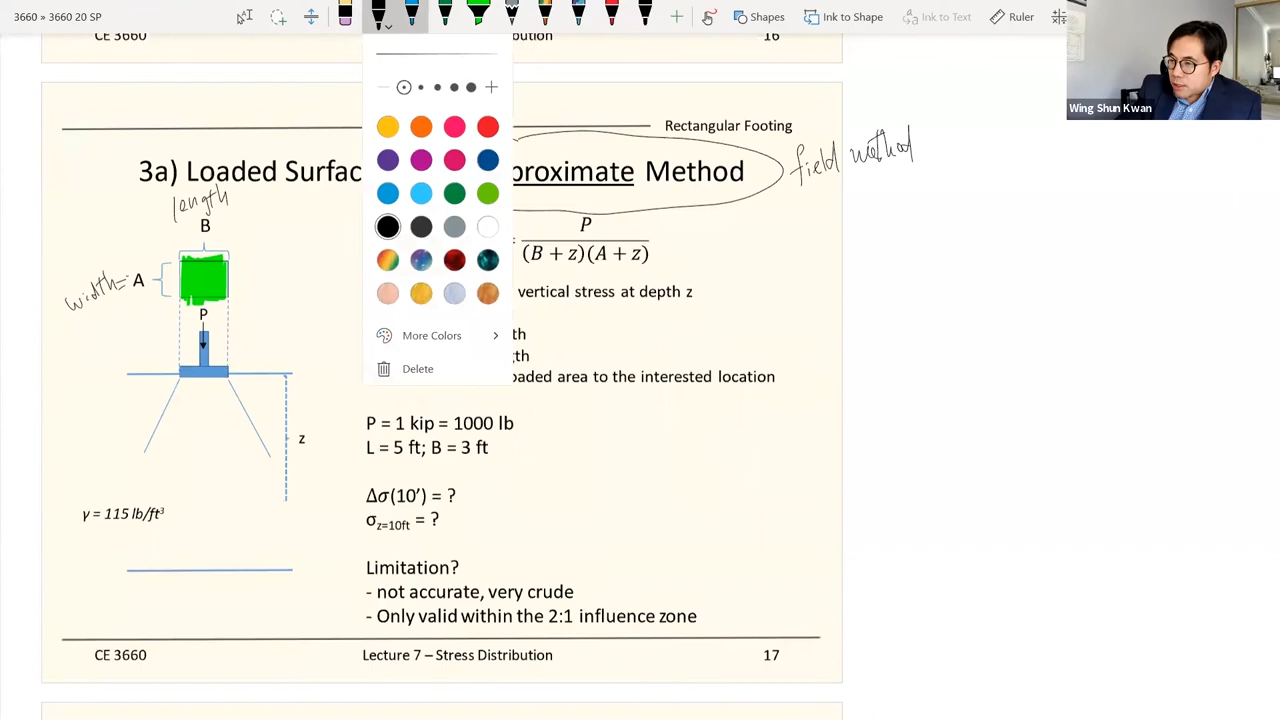 3660 » 3660 20 SP
Shapes
Ink to Shape
Ink to Text
Ruler
CE 3660
bution
16
Wing Shun Kwan
Rectangular Footing
3a) Loaded Surfac
proximate Method
field method
length
B
width = A
P
= P
(B + z)(A + z)
vertical stress at depth z
th
gth
oaded area to the interested location
More Colors
Delete
z
P = 1 kip = 1000 lb
L = 5 ft; B = 3 ft
Δσ(10’) = ?
σz=10ft = ?
γ = 115 lb/ft³
Limitation?
- not accurate, very crude
- Only valid within the 2:1 influence zone
CE 3660
Lecture 7 – Stress Distribution
17